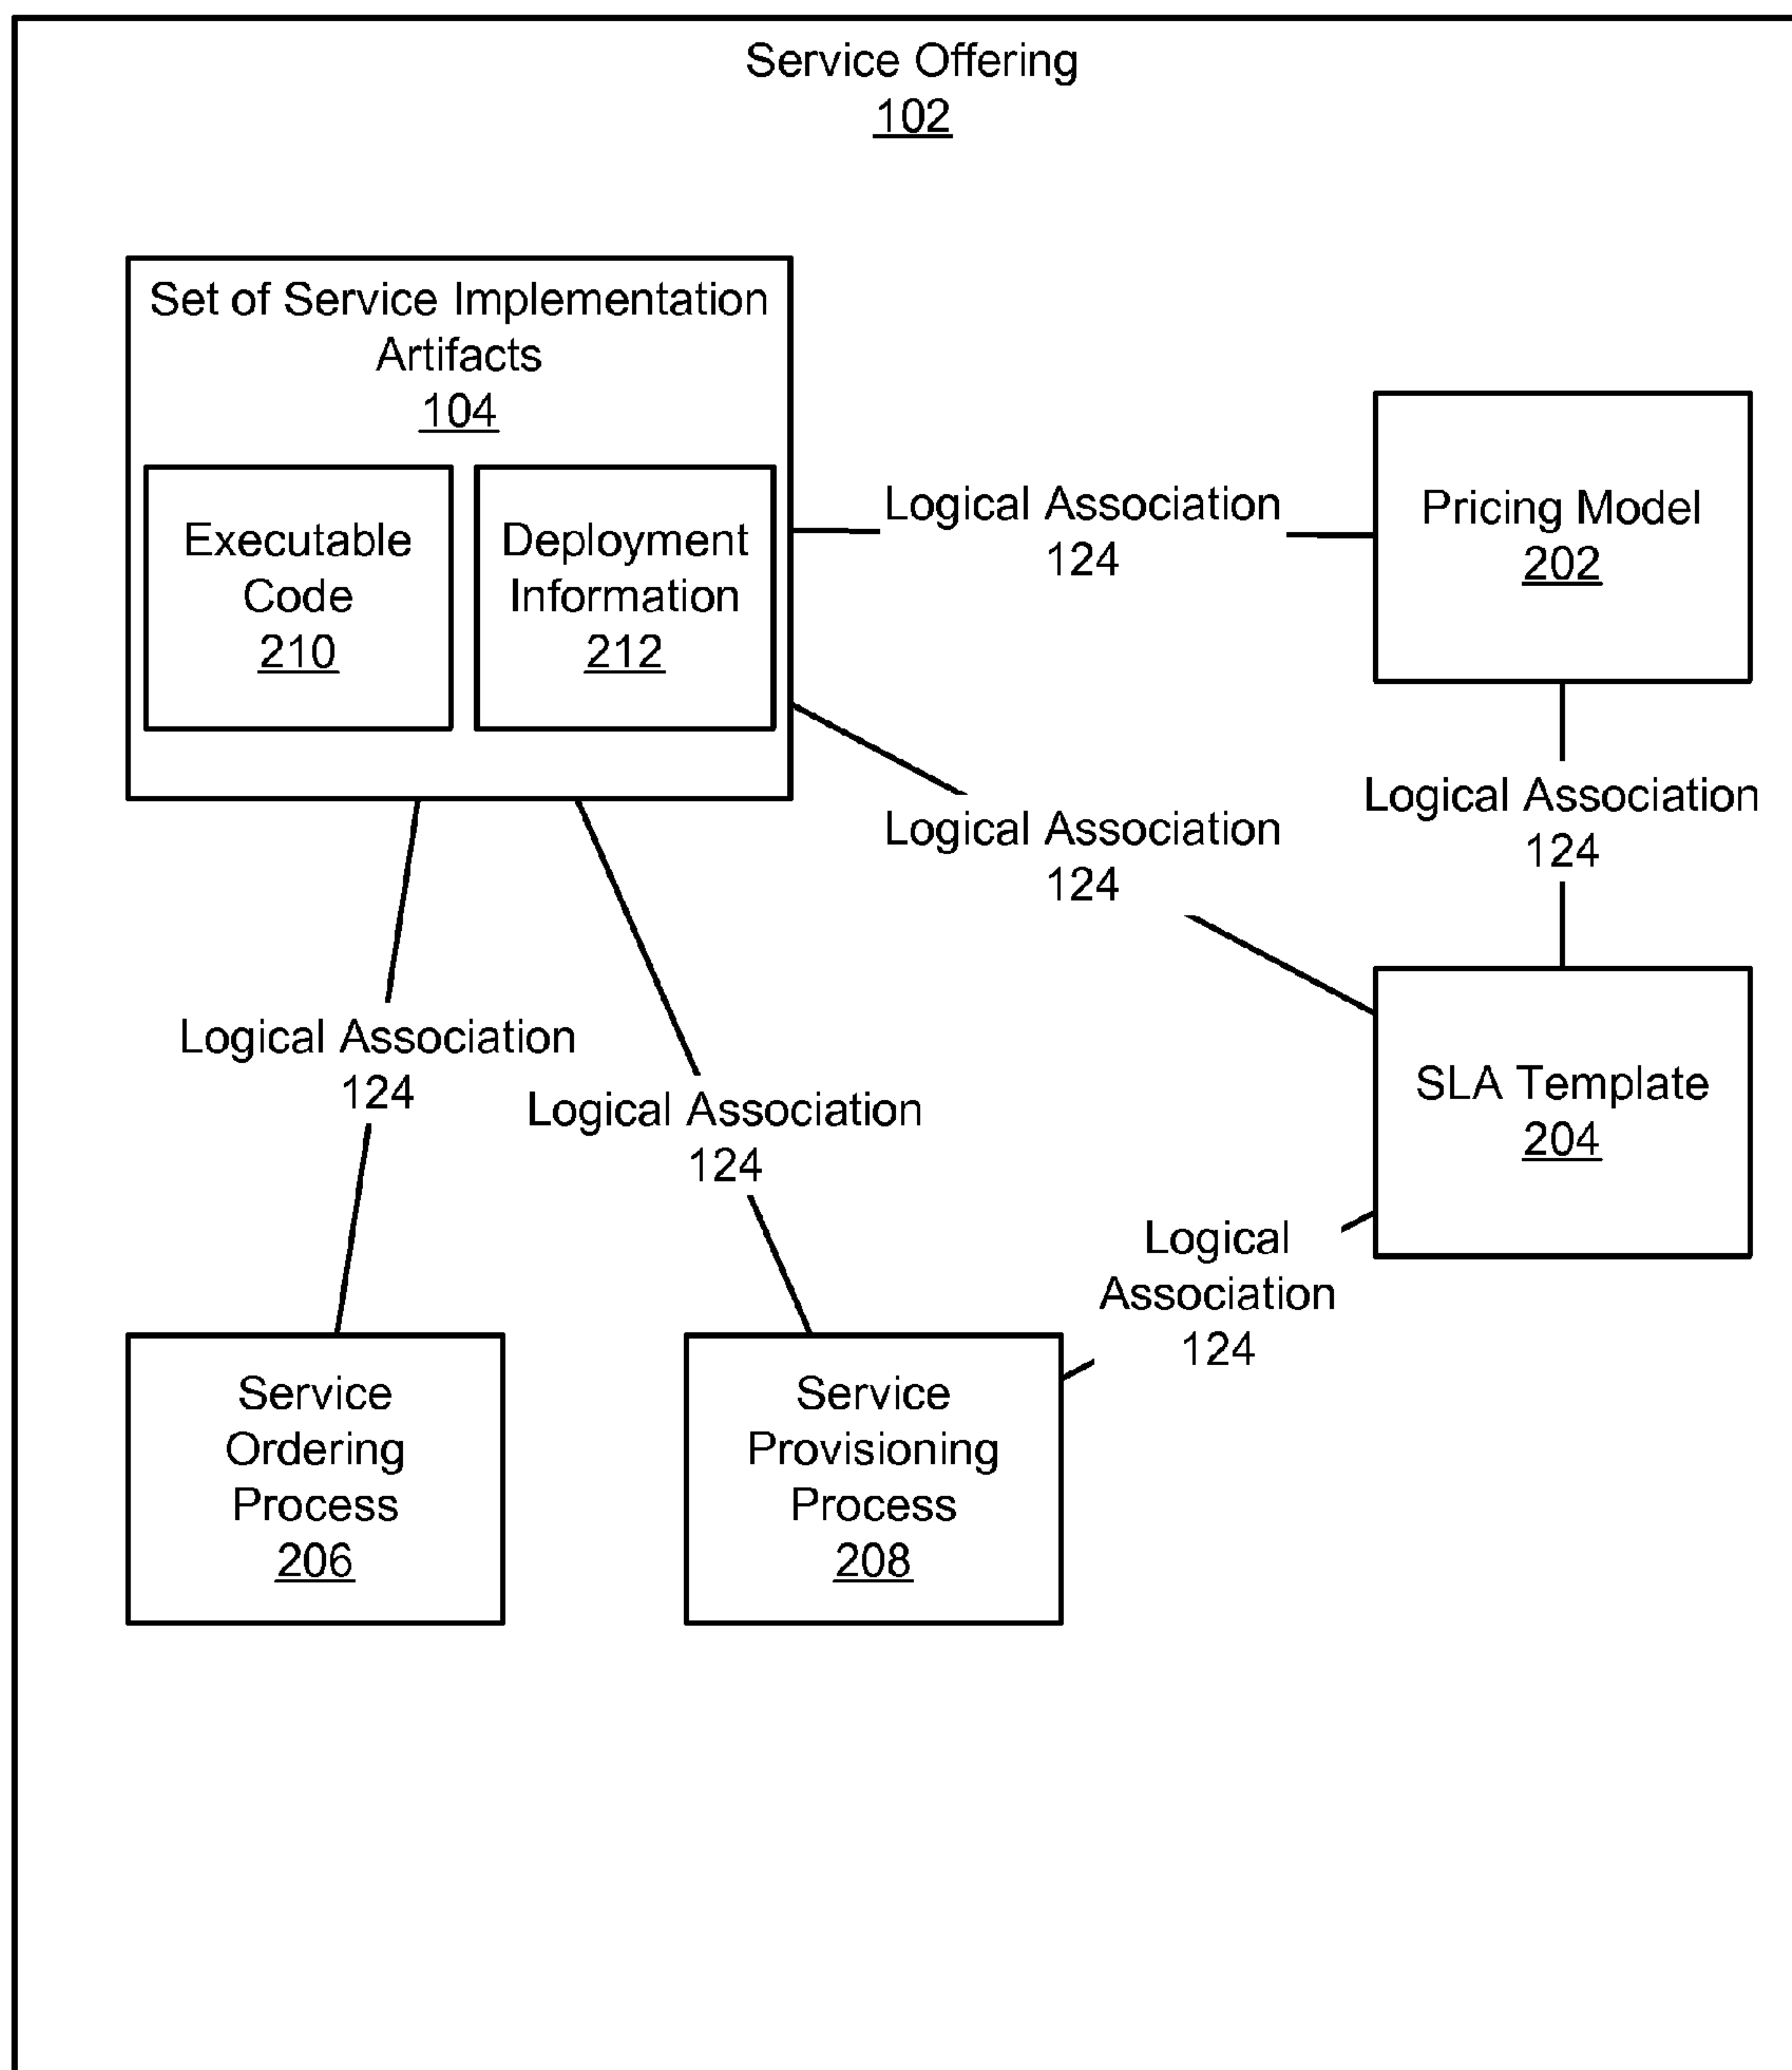 Service Offering
102
Set of Service Implementation
Artifacts
104
Executable
Code
210
Deployment
Information
212
Logical Association
124
Pricing Model
202
Logical Association
124
Logical Association
124
Logical Association
124
Logical Association
124
SLA Template
204
Logical
Association
124
Service
Ordering
Process
206
Service
Provisioning
Process
208